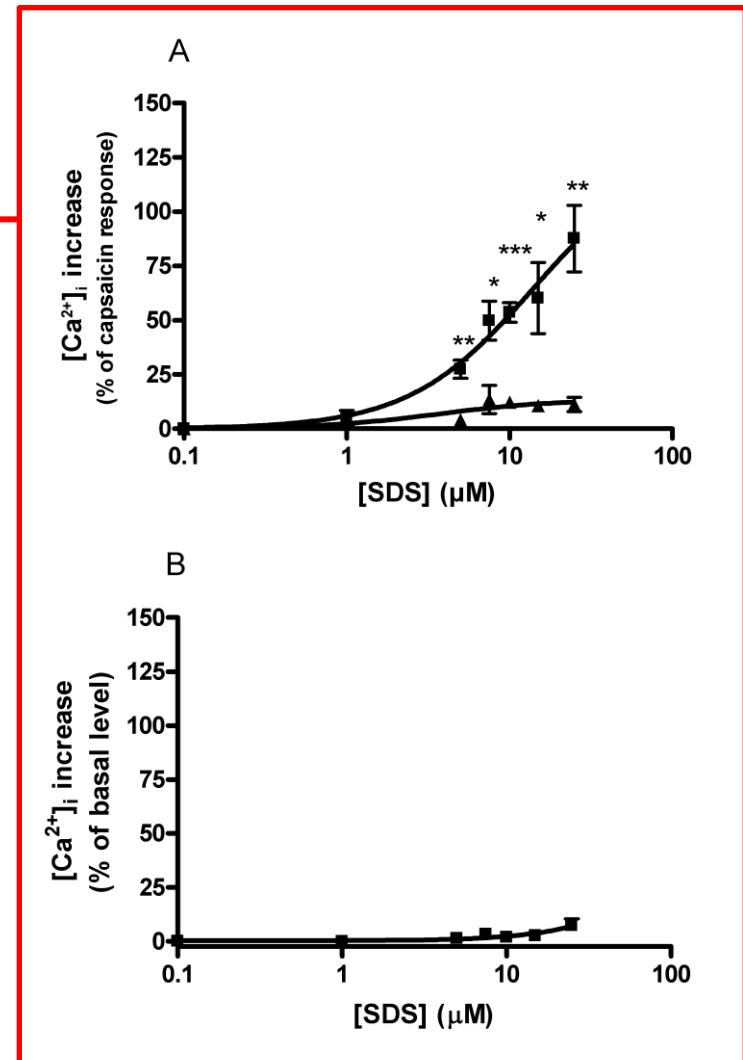 A
150
125
100
75
50
25
0
[Ca²⁺]ᵢ increase
(% of capsaicin response)
**
*
***
*
**
0.1 1 10 100
[SDS] (µM)
B
150
125
100
75
50
25
0
[Ca²⁺]ᵢ increase
(% of basal level)
0.1 1 10 100
[SDS] (µM)